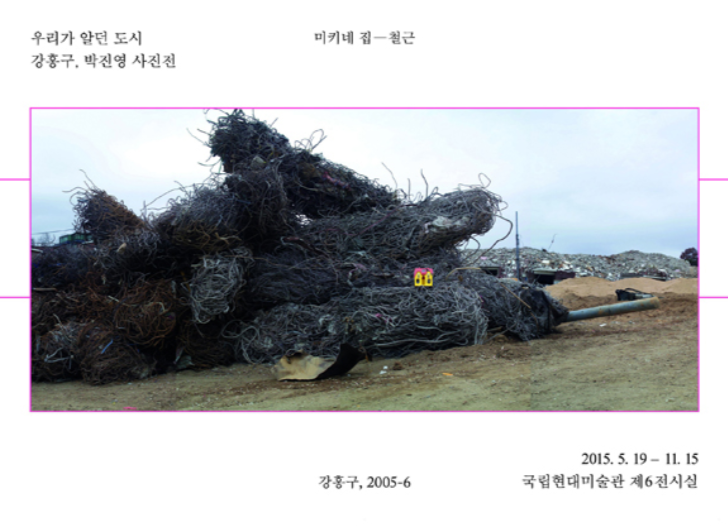 우리가 알던 도시
강홍구, 박진영 사진전
미키네 집—철근
2015. 5. 19 – 11. 15
강홍구, 2005-6
국립현대미술관 제6전시실